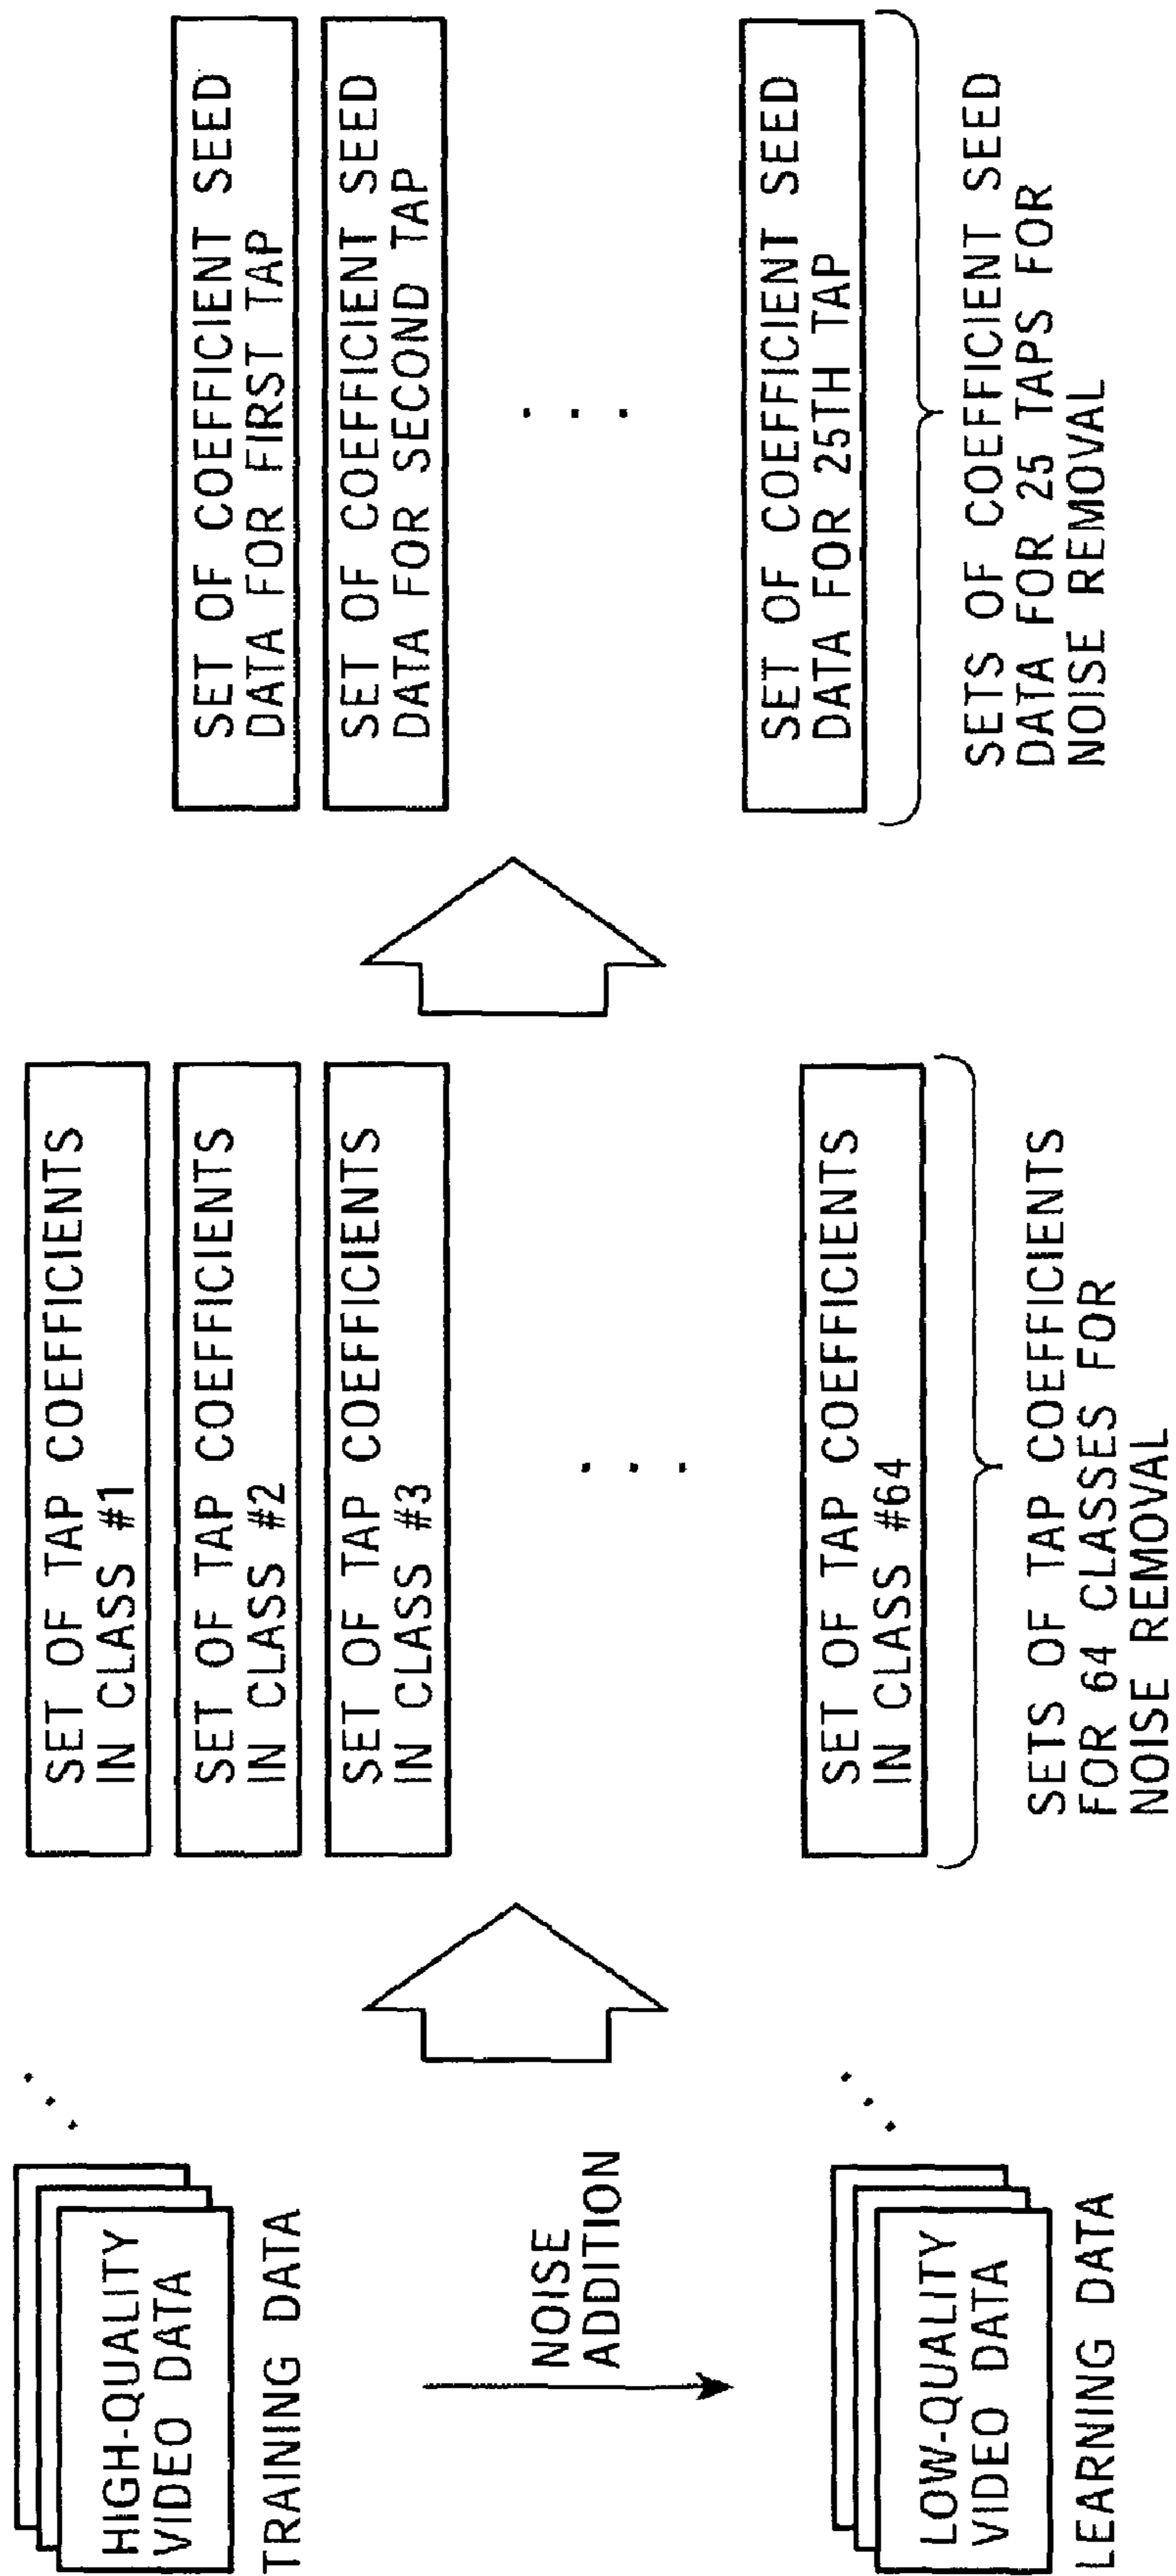 HIGH-QUALITY
VIDEO DATA
TRAINING DATA
NOISE
ADDITION
LOW-QUALITY
VIDEO DATA
LEARNING DATA
SET OF TAP COEFFICIENTS
IN CLASS #1
SET OF TAP COEFFICIENTS
IN CLASS #2
SET OF TAP COEFFICIENTS
IN CLASS #3
. . .
SET OF TAP COEFFICIENTS
IN CLASS #64
SETS OF TAP COEFFICIENTS
FOR 64 CLASSES FOR
NOISE REMOVAL
SET OF COEFFICIENT SEED
DATA FOR FIRST TAP
SET OF COEFFICIENT SEED
DATA FOR SECOND TAP
. . .
SET OF COEFFICIENT SEED
DATA FOR 25TH TAP
SETS OF COEFFICIENT SEED
DATA FOR 25 TAPS FOR
NOISE REMOVAL